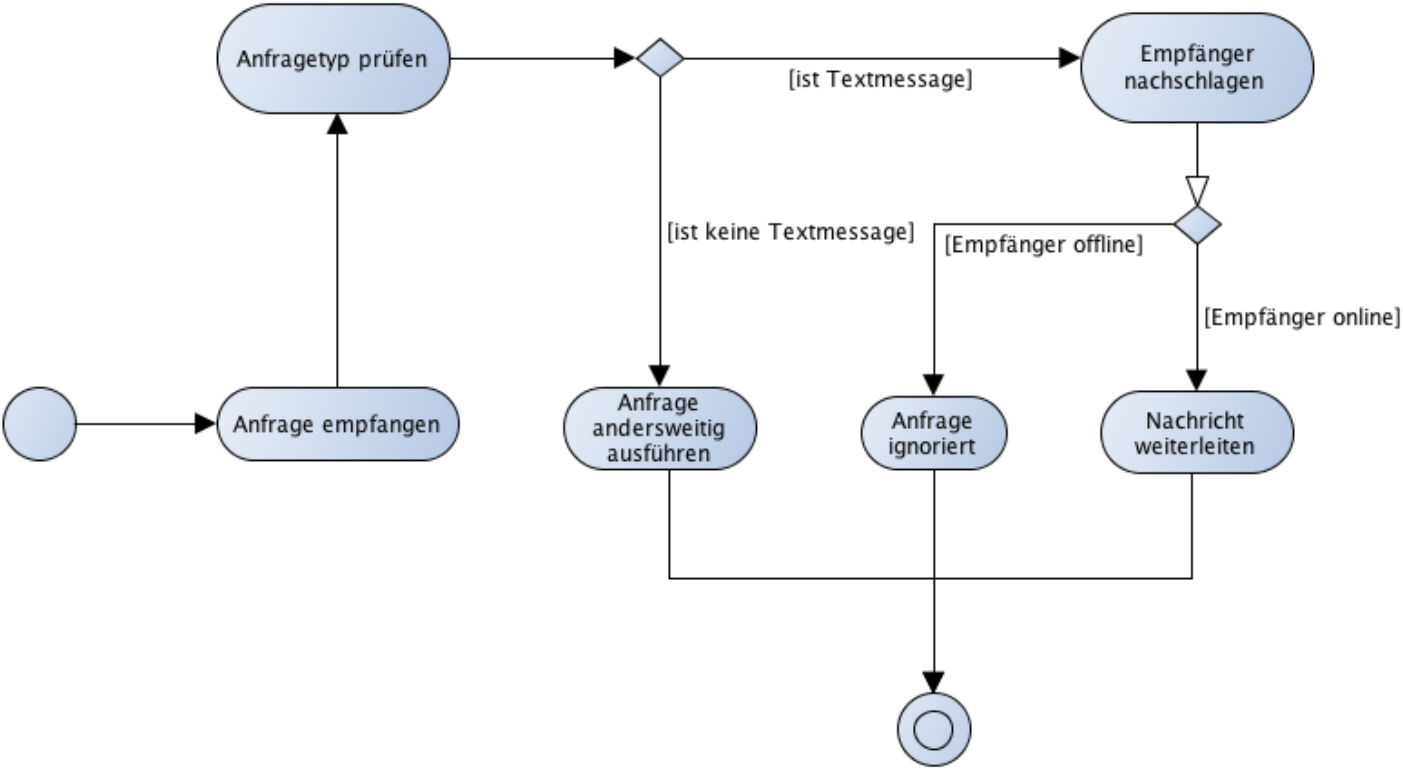 Anfragetyp prüfen
[ist Textmessage]
Empfänger
nachschlagen
[ist keine Textmessage]
[Empfänger offline]
[Empfänger online]
Anfrage empfangen
Anfrage
andersweitig
ausführen
Anfrage
ignoriert
Nachricht
weiterleiten